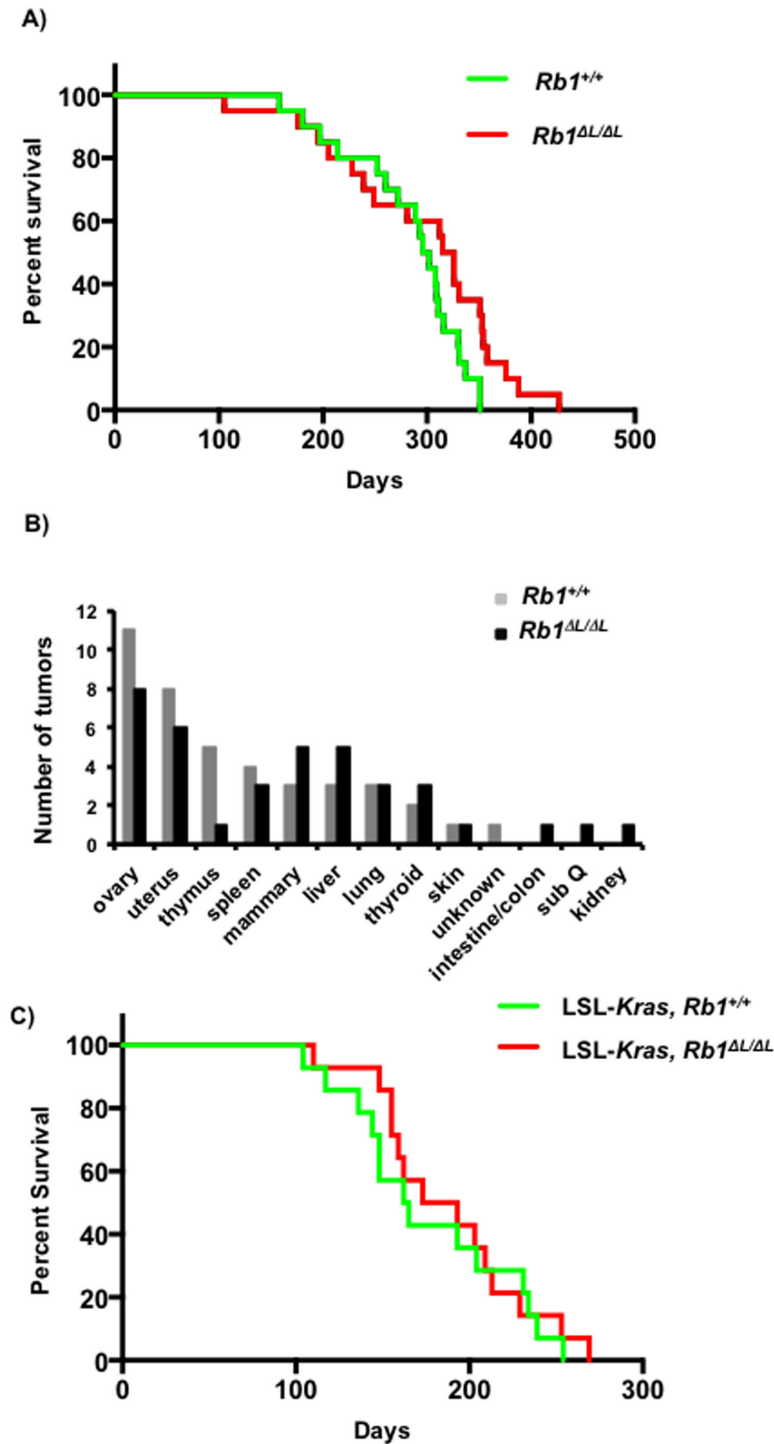 A)
Rb1+/+
Rb1ΔL/ΔL
Percent survival
100
80
60
40
20
0
0 100 200 300 400 500
Days
B)
Rb1+/+
Rb1ΔL/ΔL
Number of tumors
12
10
8
6
4
2
0
ovary uterus thymus spleen mammary liver lung thyroid skin unknown intestine/colon sub Q kidney
C)
LSL-Kras, Rb1+/+
LSL-Kras, Rb1ΔL/ΔL
Percent Survival
100
80
60
40
20
0
0 100 200 300
Days